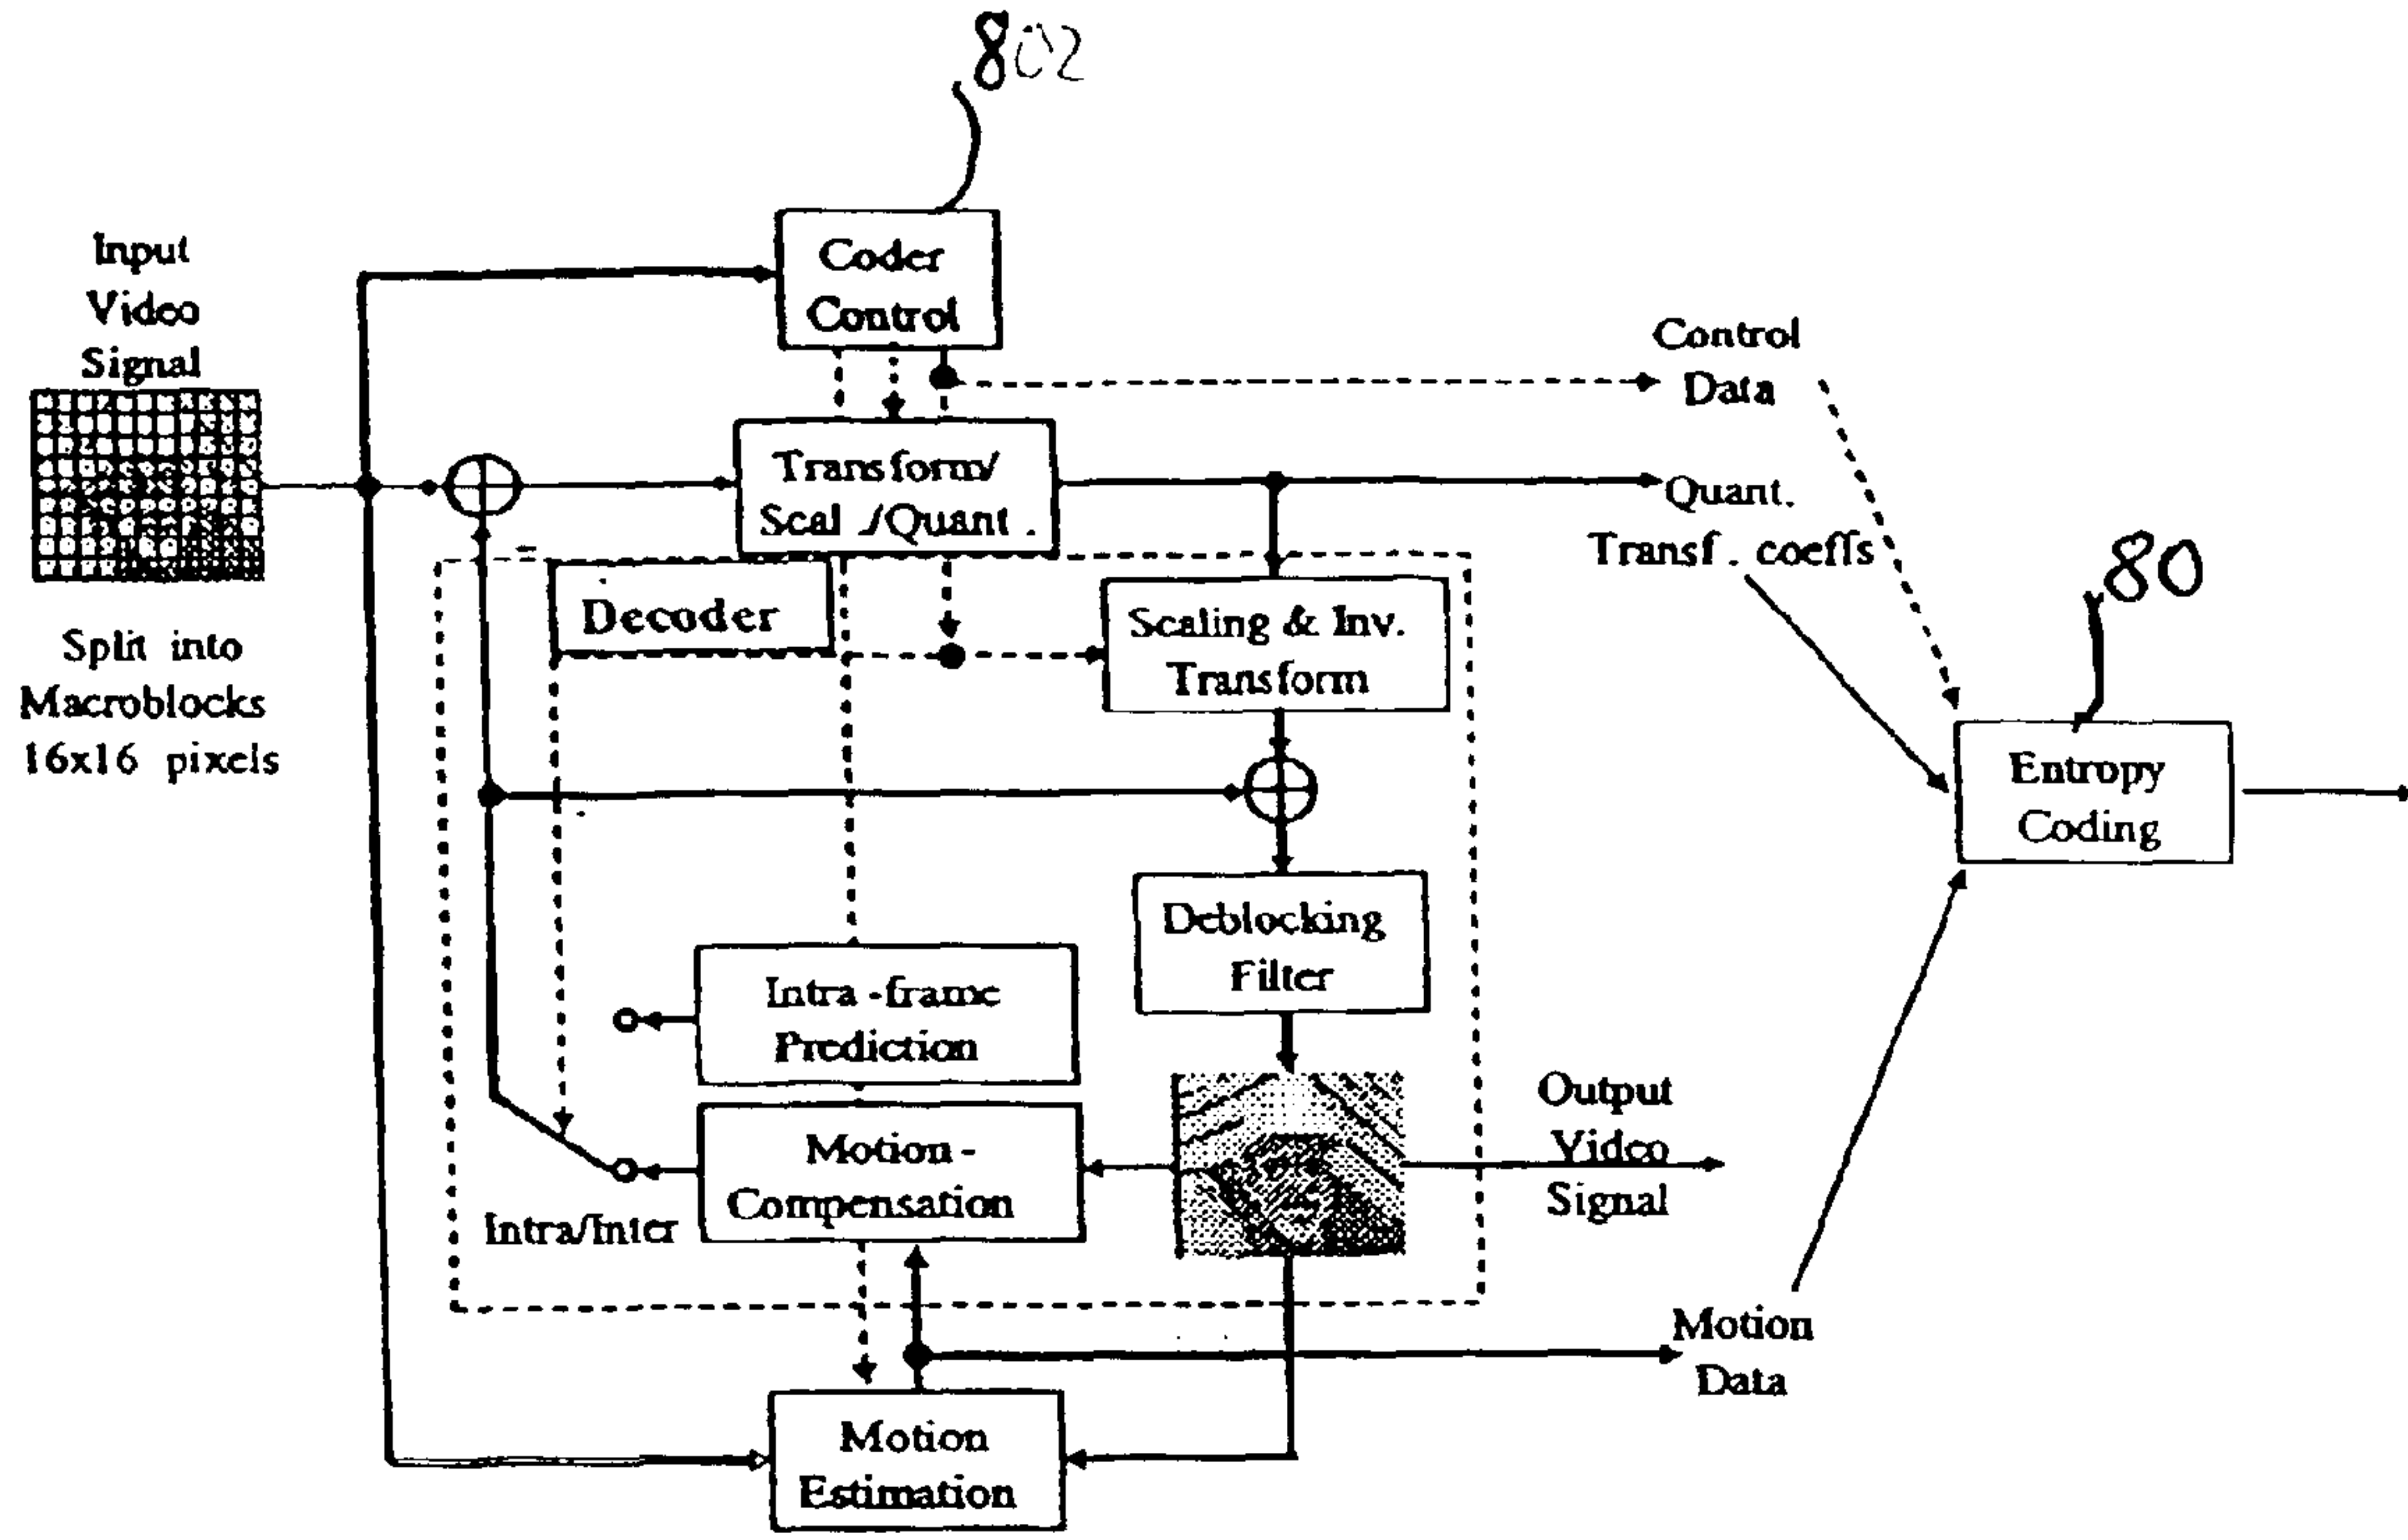 802
Input
Video
Signal
Coder
Control
Control
Data
Transform/
Scal ./Quant .
Quant.
Transf . coeffs
80
Decoder
Scaling & Inv.
Transform
Split into
Macroblocks
16x16 pixels
Entropy
Coding
Deblocking
Filter
Intra -frame
Prediction
Motion -
Compensation
Intra/Inter
Output
Video
Signal
Motion
Data
Motion
Estimation